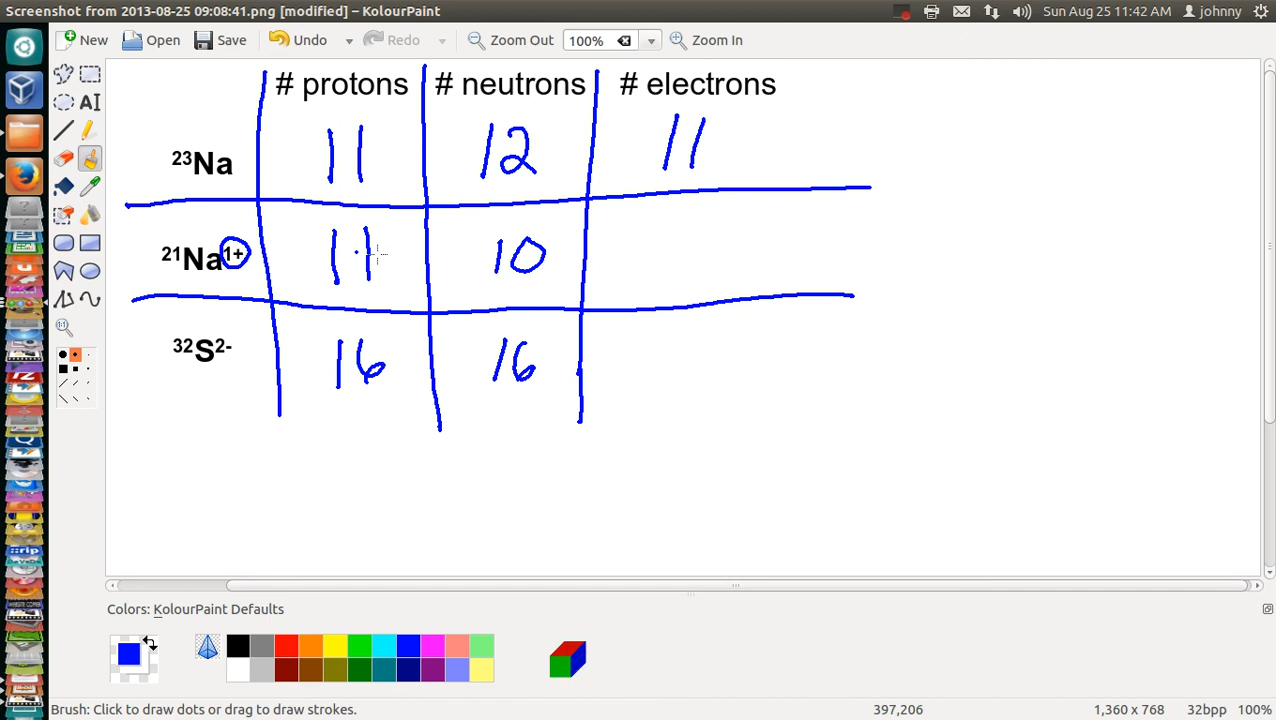 Screenshot from 2013-08-25 09:08:41.png [modified] – KolourPaint
Sun Aug 25 11:42 AM
johnny
New
Open
Save
Undo
Redo
Zoom Out
100%
Zoom In
# protons # neutrons # electrons
²³Na 11 12 11
²¹Na¹⁺ 11 10
³²S²⁻ 16 16
Colors: KolourPaint Defaults
Brush: Click to draw dots or drag to draw strokes.
397,206
1,360 x 768
32bpp
100%